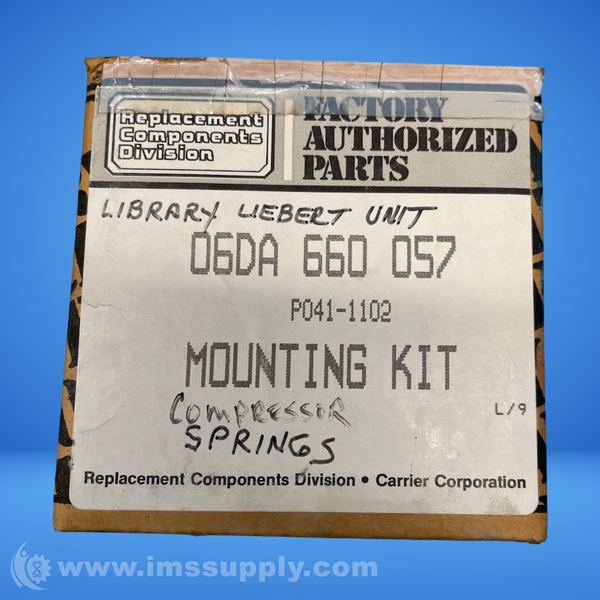 Replacement
Components
Division
FACTORY
AUTHORIZED
PARTS
LIBRARY LIEBERT UNIT
06DA 660 057
P041-1102
MOUNTING KIT
COMPRESSOR
SPRINGS
L/9
Replacement Components Division • Carrier Corporation
www.imssupply.com